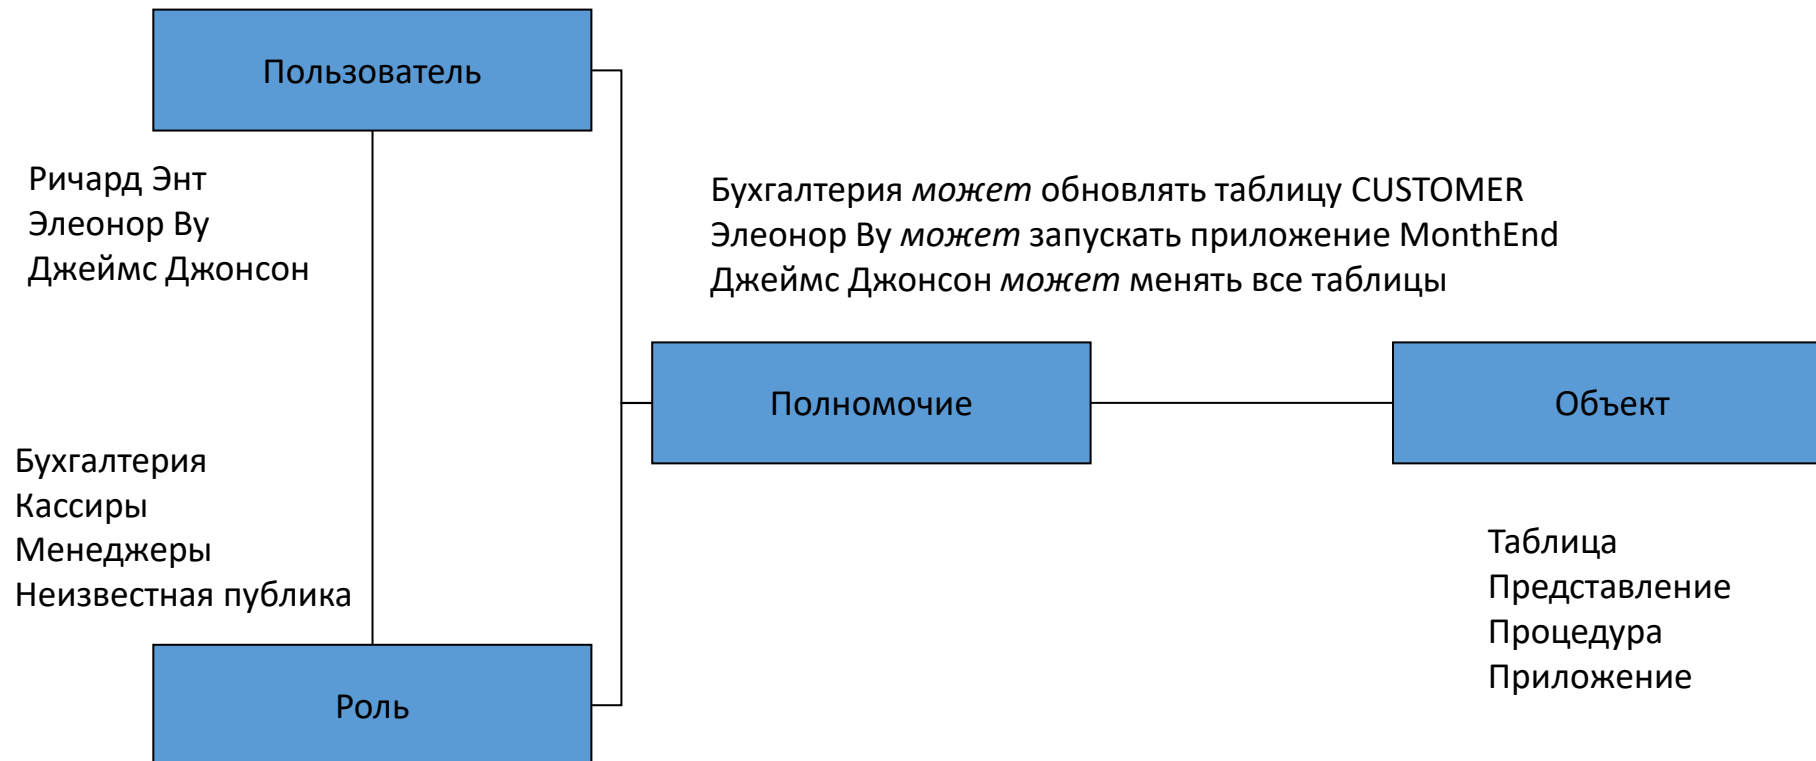 Пользователь
Ричард Энт
Элеонор Ву
Джеймс Джонсон
Бухгалтерия может обновлять таблицу CUSTOMER
Элеонор Ву может запускать приложение MonthEnd
Джеймс Джонсон может менять все таблицы
Полномочие
Объект
Бухгалтерия
Кассиры
Менеджеры
Неизвестная публика
Таблица
Представление
Процедура
Приложение
Роль